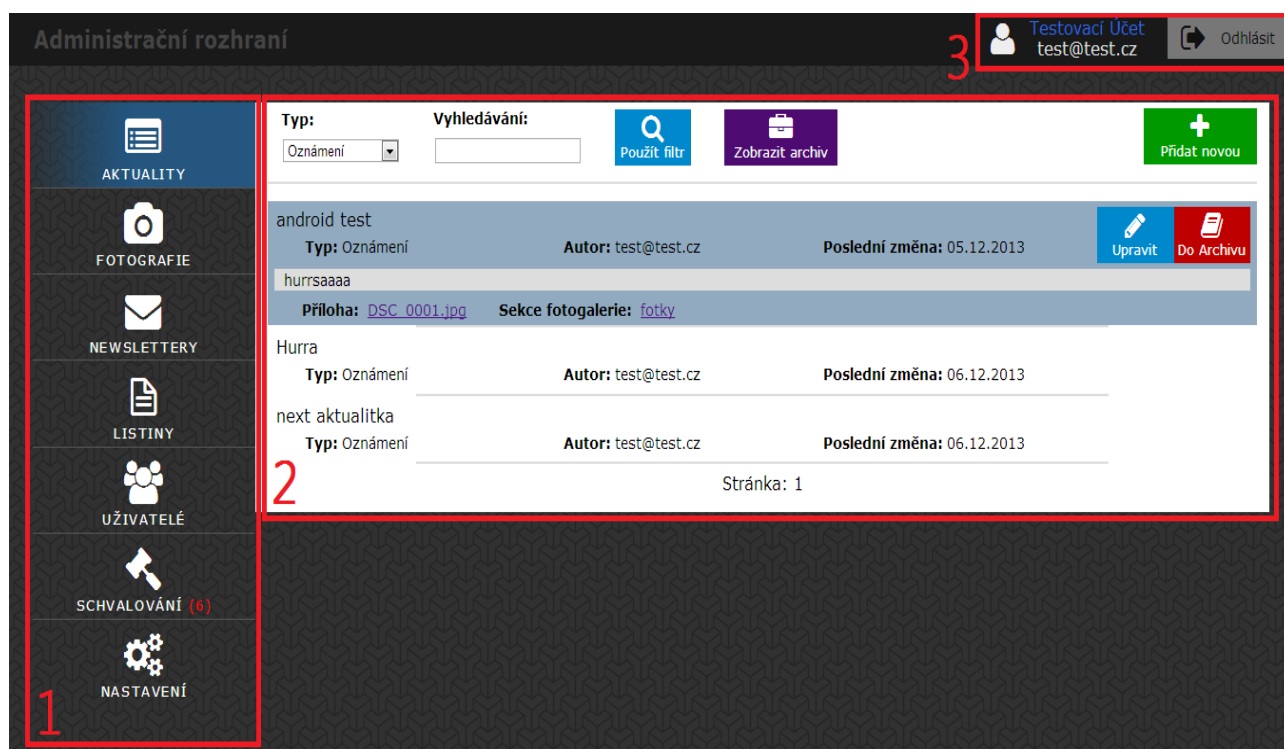 Administrační rozhraní
3
Testovací Účet
test@test.cz
Odhlásit
AKTUALITY
FOTOGRAFIE
NEWSLETTERY
LISTINY
UŽIVATELÉ
SCHVALOVÁNÍ (6)
NASTAVENÍ
1
Typ: Vyhledávání:
Oznámení
Použít filtr
Zobrazit archiv
Přidat novou
android test
Typ: Oznámení Autor: test@test.cz Poslední změna: 05.12.2013
Upravit
Do Archivu
hurrsaaaa
Příloha: DSC_0001.jpg Sekce fotogalerie: fotky
Hurra
Typ: Oznámení Autor: test@test.cz Poslední změna: 06.12.2013
next aktualitka
Typ: Oznámení Autor: test@test.cz Poslední změna: 06.12.2013
2
Stránka: 1